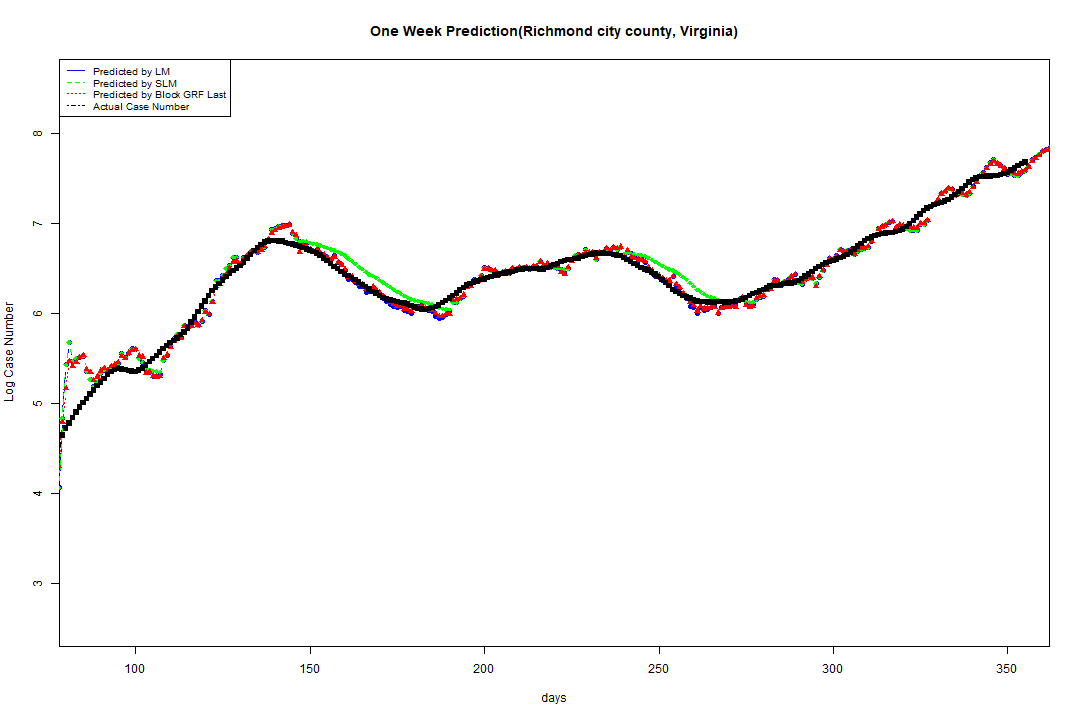 One Week Prediction(Richmond city county, Virginia)
Predicted by LM
Predicted by SLM
Predicted by Block GRF Last
Actual Case Number
8
7
6
5
4
3
Log Case Number
100 150 200 250 300 350
days